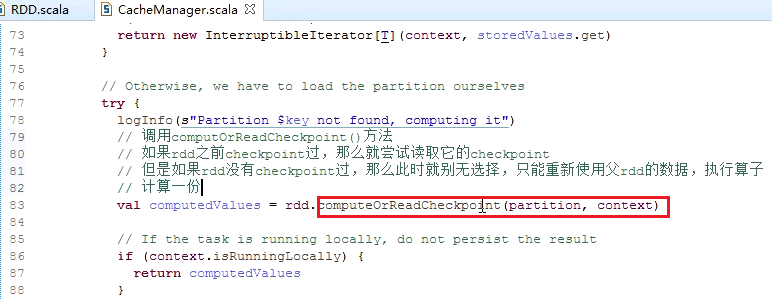 RDD.scala CacheManager.scala
73 return new InterruptibleIterator[T](context, storedValues.get)
74 }
75
76 // Otherwise, we have to load the partition ourselves
77 try {
78 logInfo(s"Partition $key not found, computing it")
79 // 调用computOrReadCheckpoint()方法
80 // 如果rdd之前checkpoint过，那么就尝试读取它的checkpoint
81 // 但是如果rdd没有checkpoint过，那么此时就别无选择，只能重新使用父rdd的数据，执行算子
82 // 计算一份
83 val computedValues = rdd.computeOrReadCheckpoint(partition, context)
84
85 // If the task is running locally, do not persist the result
86 if (context.isRunningLocally) {
87 return computedValues
88 }